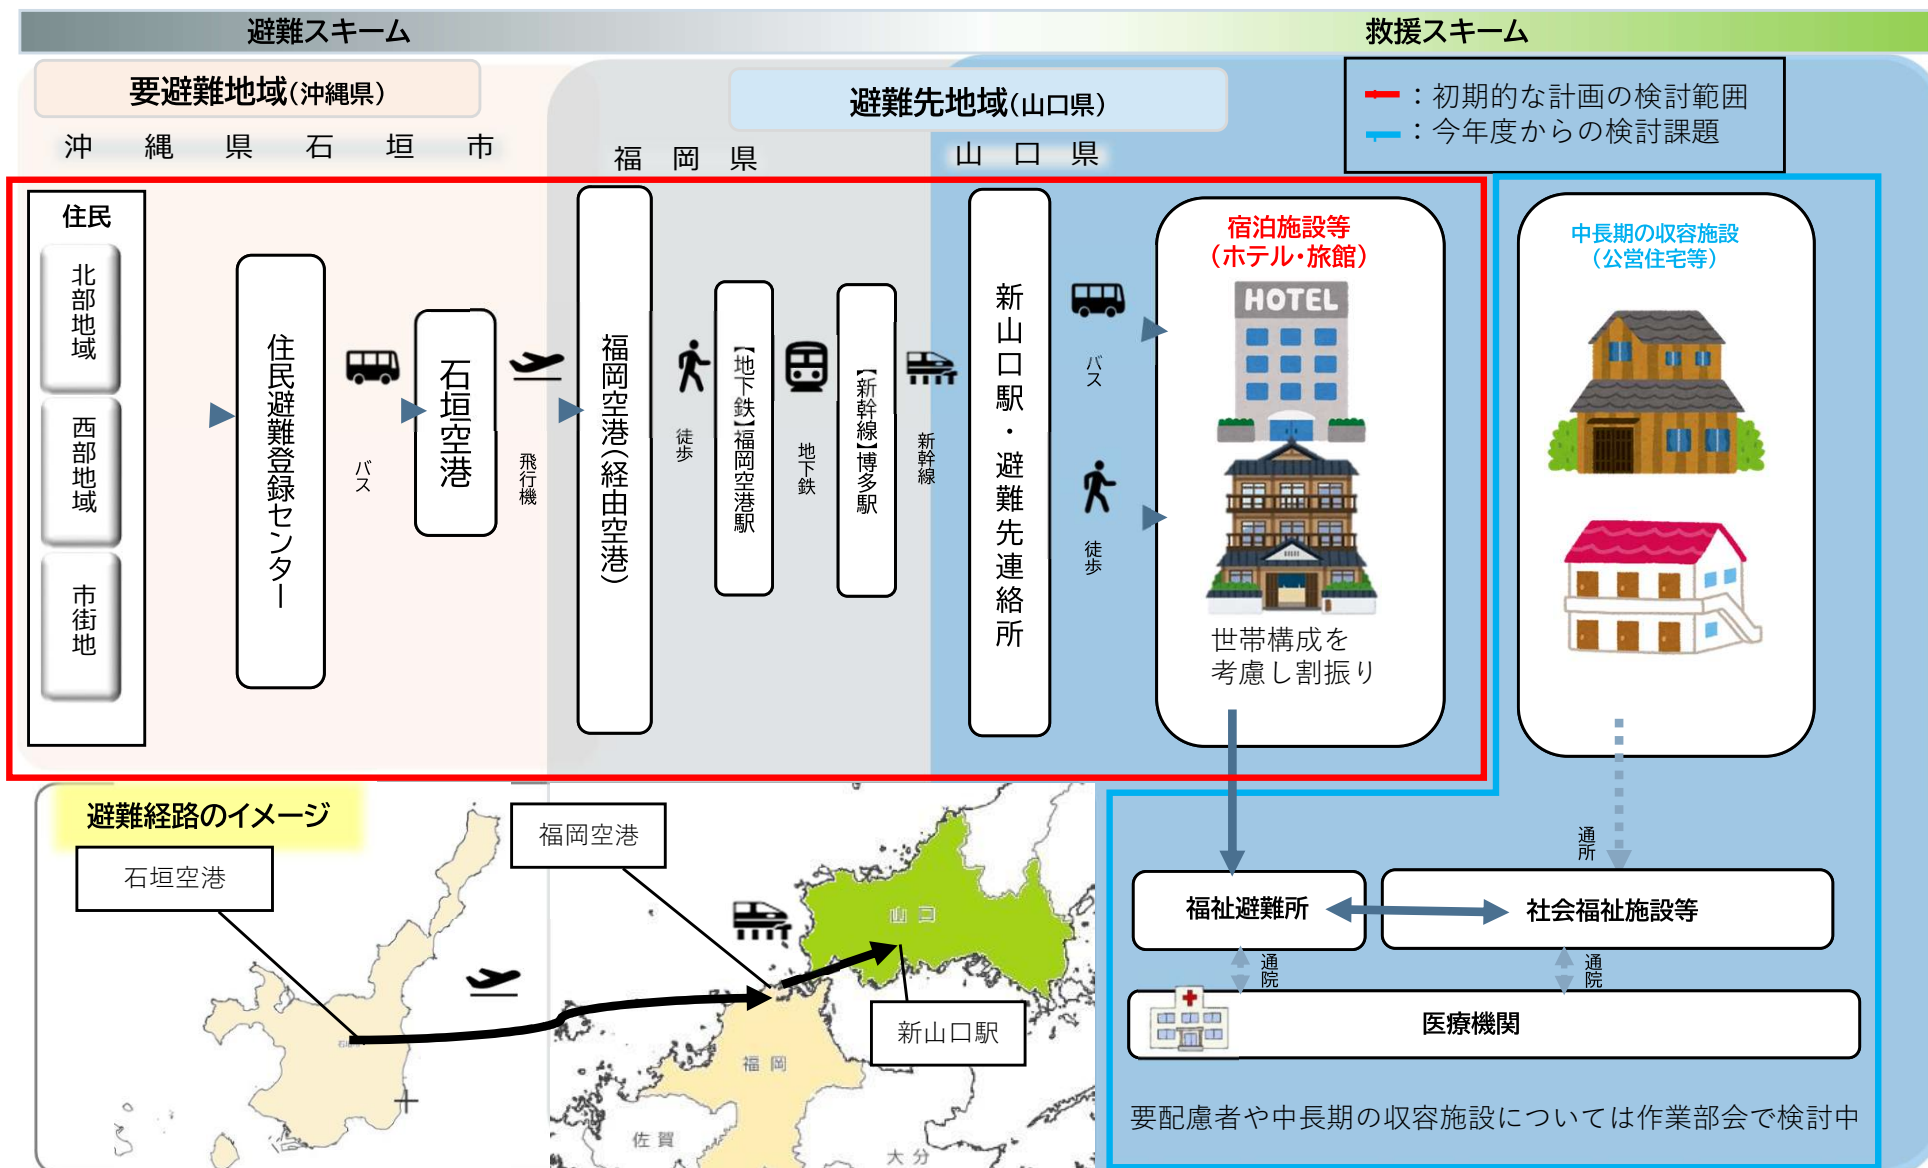 避難スキーム
救援スキーム
要避難地域(沖縄県)
避難先地域(山口県)
：初期的な計画の検討範囲
：今年度からの検討課題
沖縄県石垣市
福岡県
山口県
住民
北部地域
西部地域
市街地
住民避難登録センター
バス
石垣空港
飛行機
福岡空港(経由空港)
徒歩
【地下鉄】福岡空港駅
地下鉄
【新幹線】博多駅
新幹線
新山口駅・避難先連絡所
バス
徒歩
宿泊施設等
(ホテル・旅館)
HOTEL
世帯構成を
考慮し割振り
中長期の収容施設
(公営住宅等)
避難経路のイメージ
石垣空港
福岡空港
山口
新山口駅
福岡
佐賀
大分
通所
福祉避難所
社会福祉施設等
通院
通院
医療機関
要配慮者や中長期の収容施設については作業部会で検討中